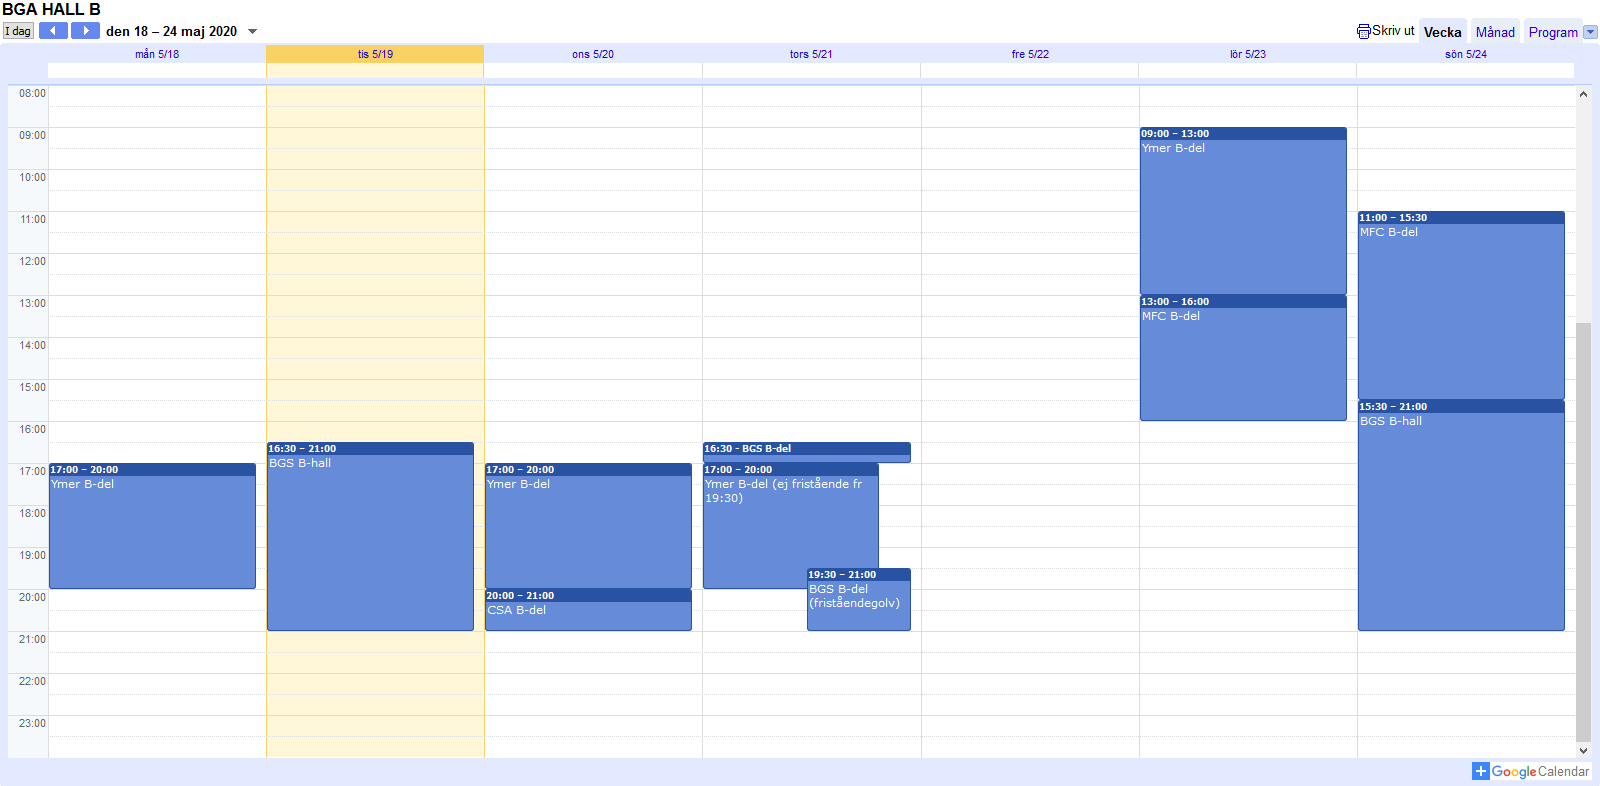 BGA HALL B
I dag den 18 – 24 maj 2020 Skriv ut Vecka Månad Program
mån 5/18 tis 5/19 ons 5/20 tors 5/21 fre 5/22 lör 5/23 sön 5/24
08:00
09:00
10:00
11:00
12:00
13:00
14:00
15:00
16:00
17:00
18:00
19:00
20:00
21:00
22:00
23:00
17:00 – 20:00
Ymer B-del
16:30 – 21:00
BGS B-hall
17:00 – 20:00
Ymer B-del
20:00 – 21:00
CSA B-del
16:30 - BGS B-del
17:00 – 20:00
Ymer B-del (ej fristående fr
19:30)
19:30 – 21:00
BGS B-del
(friståendegolv)
09:00 – 13:00
Ymer B-del
13:00 – 16:00
MFC B-del
11:00 – 15:30
MFC B-del
15:30 – 21:00
BGS B-hall
+ Google Calendar